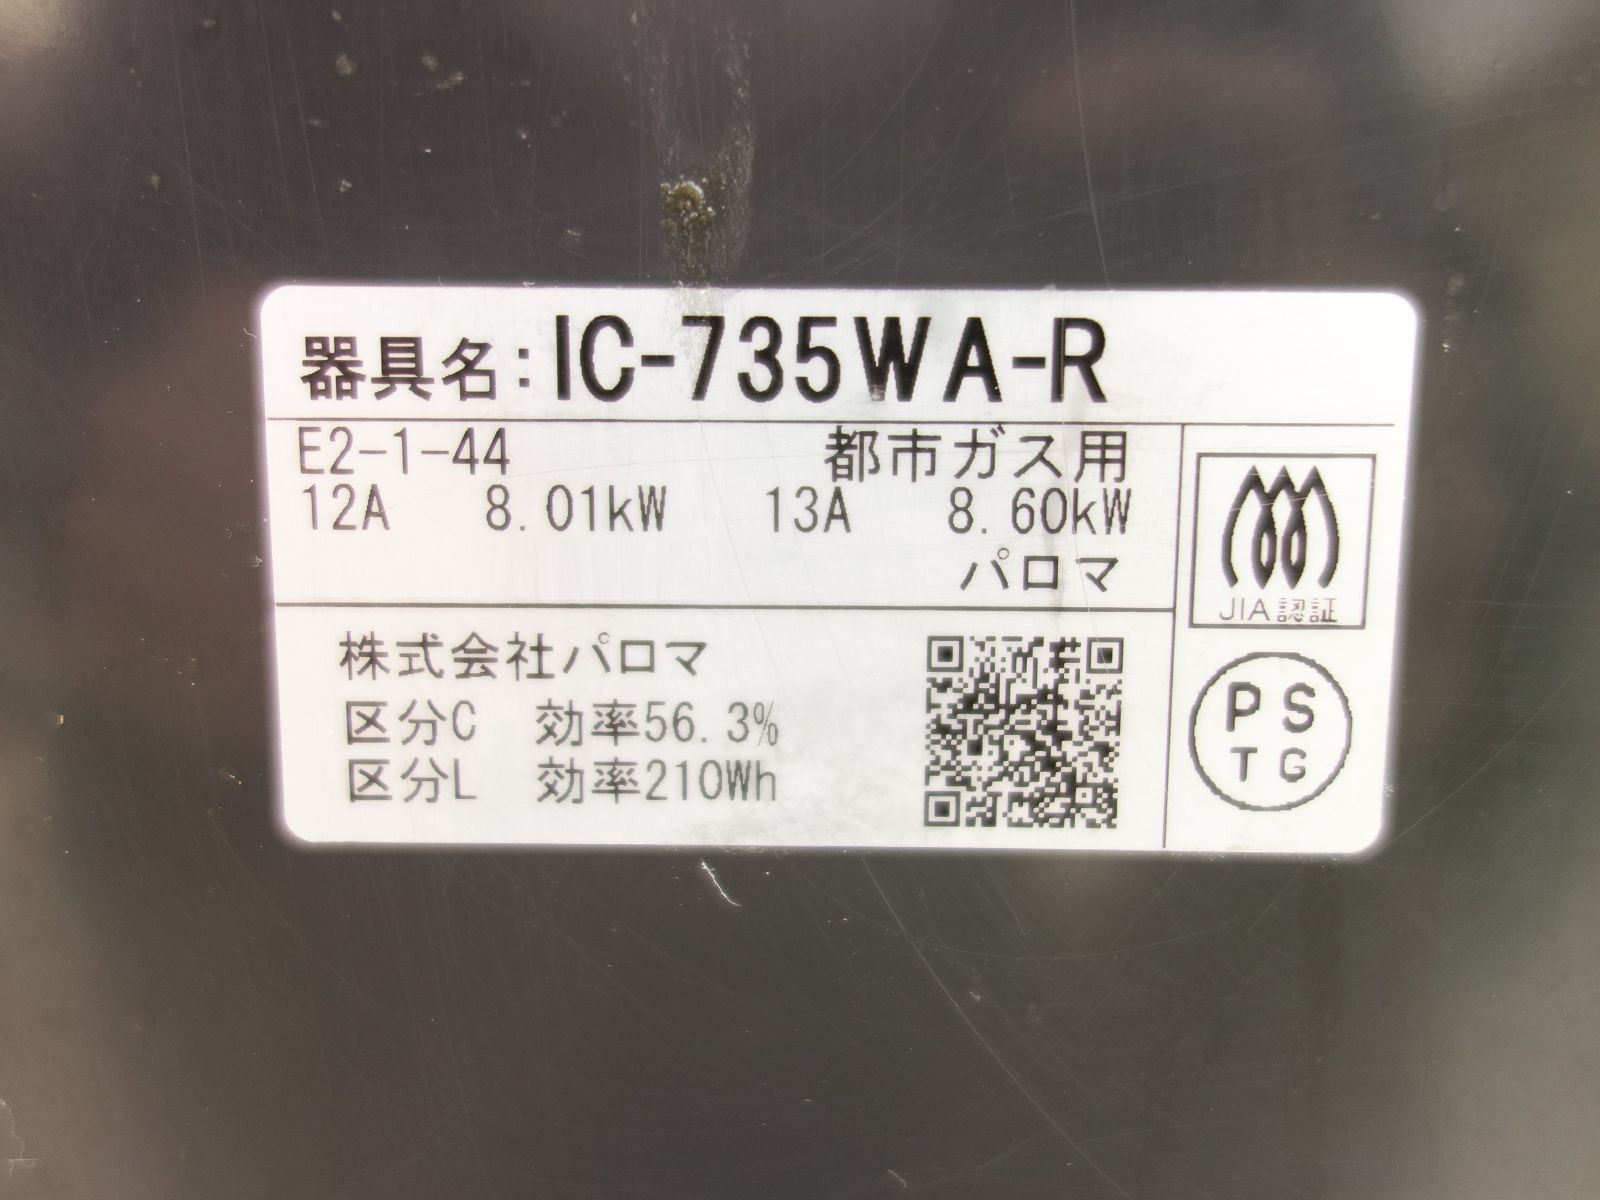 器具名：IC-735WA-R
E2-1-44 都市ガス用
12A 8.01kW 13A 8.60kW
パロマ
JIA認証
株式会社パロマ
区分C 効率56.3%
区分L 効率210Wh
PS
TG